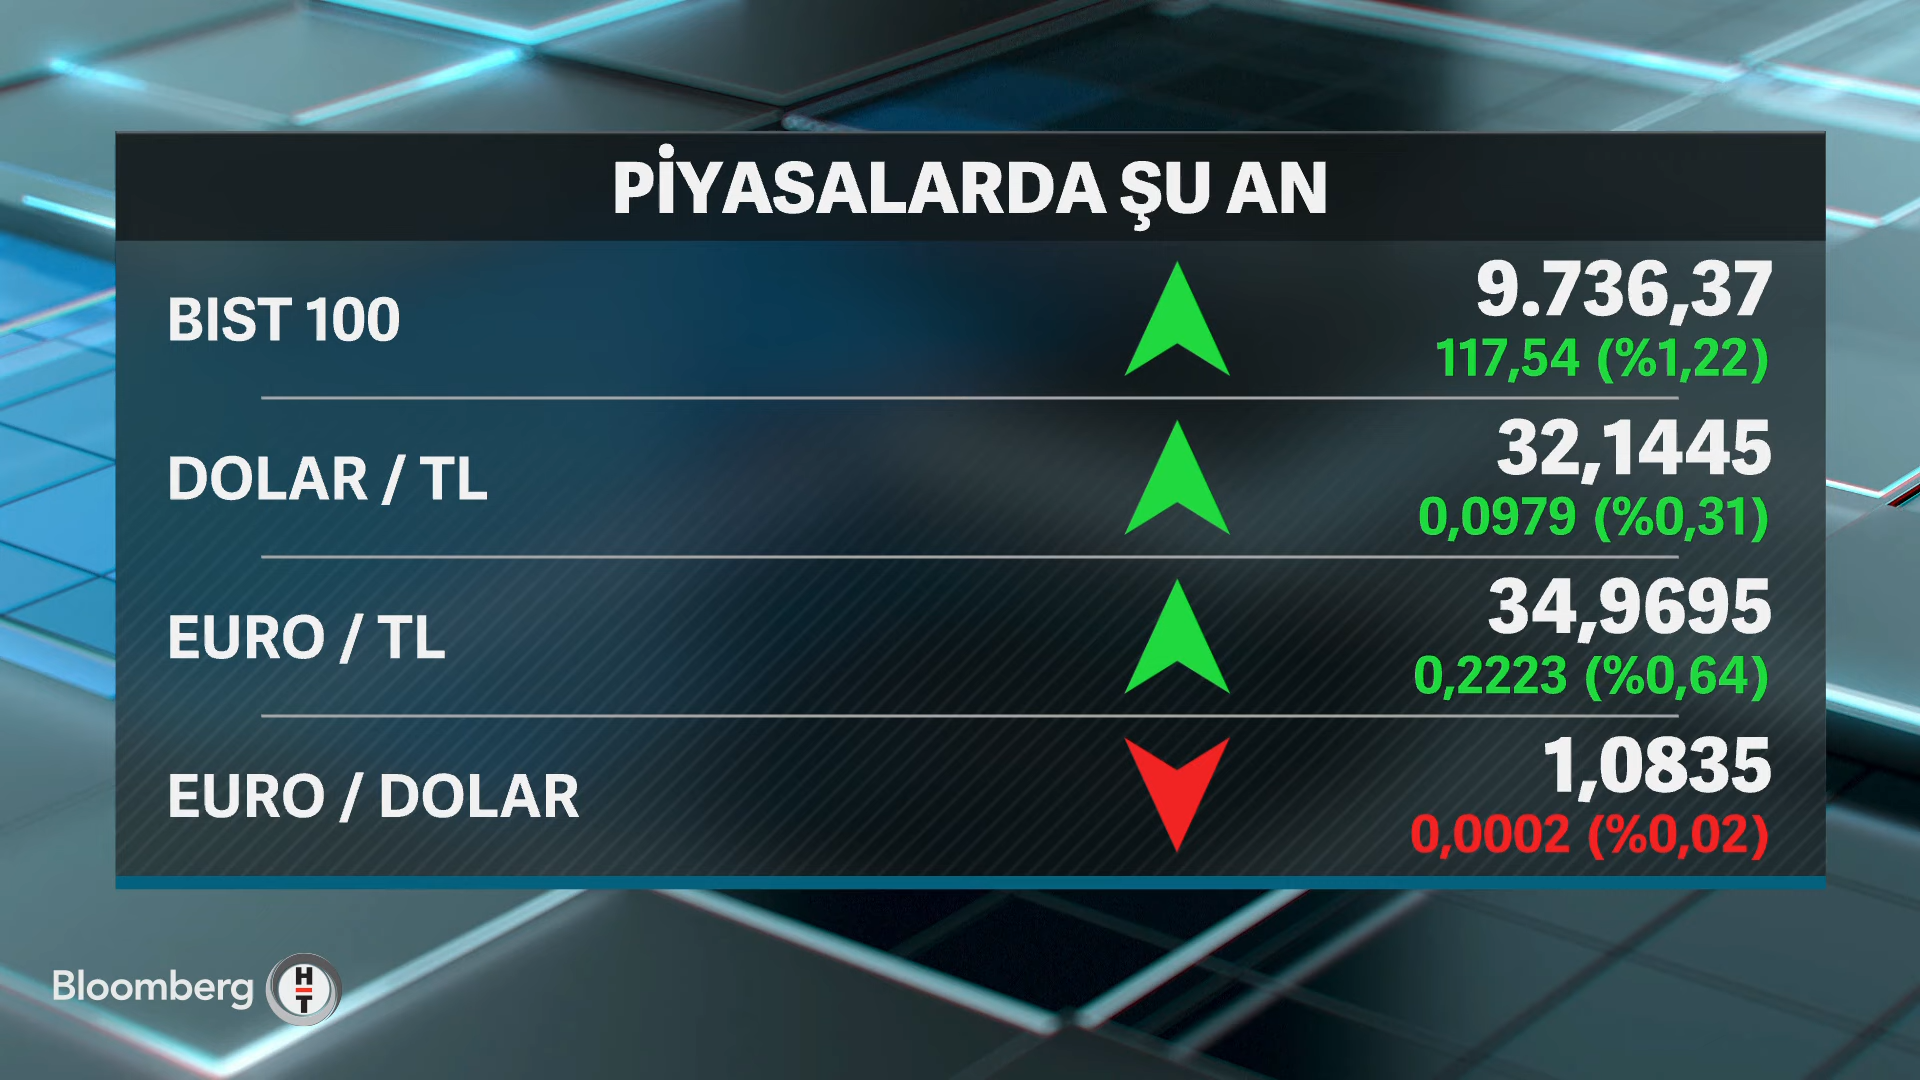 PİYASALARDA ŞU AN
BIST 100
9.736,37
117,54 (%1,22)
DOLAR / TL
32,1445
0,0979 (%0,31)
EURO / TL
34,9695
0,2223 (%0,64)
EURO / DOLAR
1,0835
0,0002 (%0,02)
Bloomberg HT